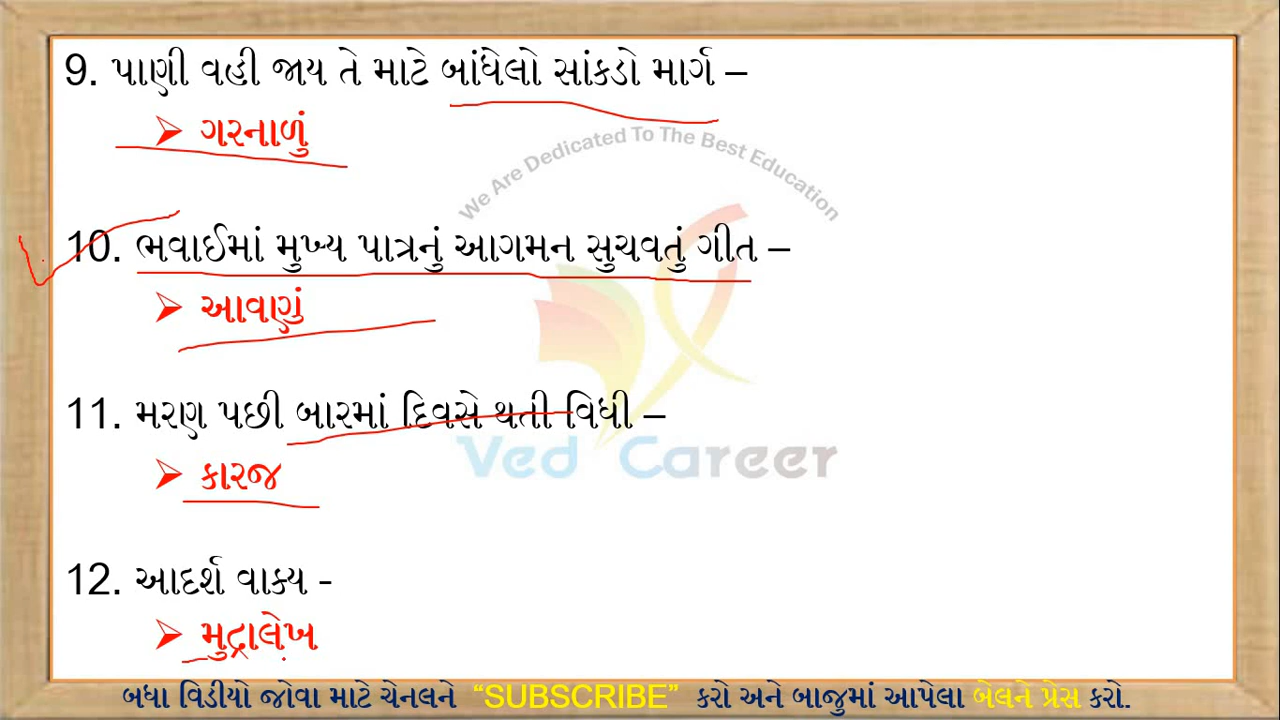 9. પાણી વહી જાય તે માટે બાંધેલો સાંકડો માર્ગ –
➢ ગરનાળું
We Are Dedicated To The Best Education
10. ભવાઈમાં મુખ્ય પાત્રનું આગમન સુચવતું ગીત –
➢ આવણું
11. મરણ પછી બારમાં દિવસે થતી વિધી –
Ved Career
➢ કારજ
12. આદર્શ વાક્ય -
➢ મુદ્રાલેખ
બધા વિડીયો જોવા માટે ચેનલને “SUBSCRIBE” કરો અને બાજુમાં આપેલા બેલને પ્રેસ કરો.